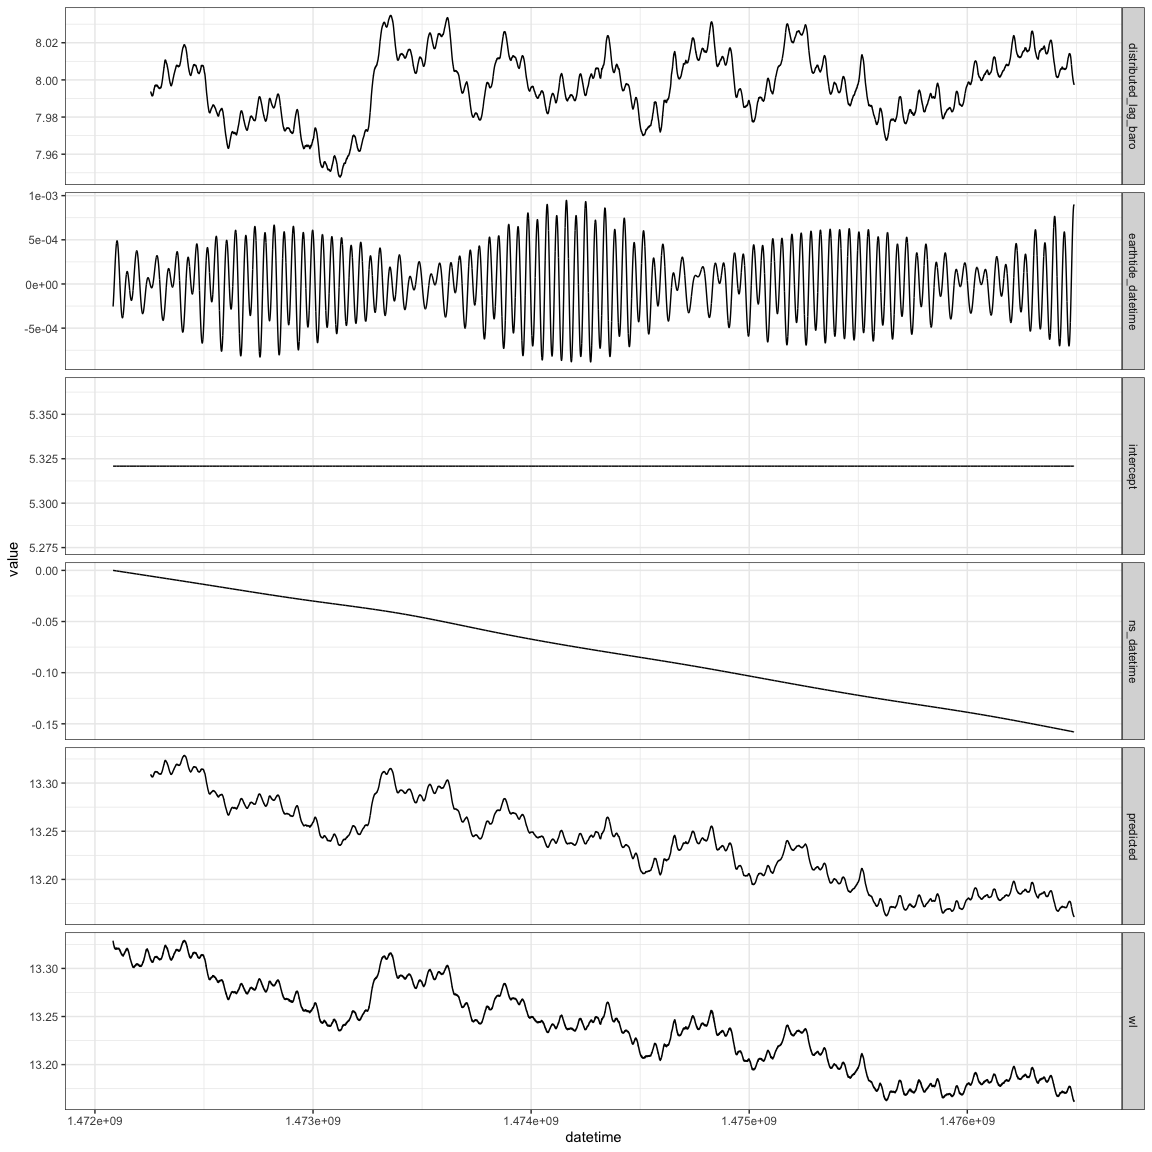 8.02
8.00
7.98
7.96
distributed_lag_baro
1e-03
5e-04
0e+00
-5e-04
earthtide_datetime
5.350
5.325
5.300
5.275
intercept
value
0.00
-0.05
-0.10
-0.15
ns_datetime
13.30
13.25
13.20
predicted
13.30
13.25
13.20
wl
1.472e+09
1.473e+09
1.474e+09
1.475e+09
1.476e+09
datetime